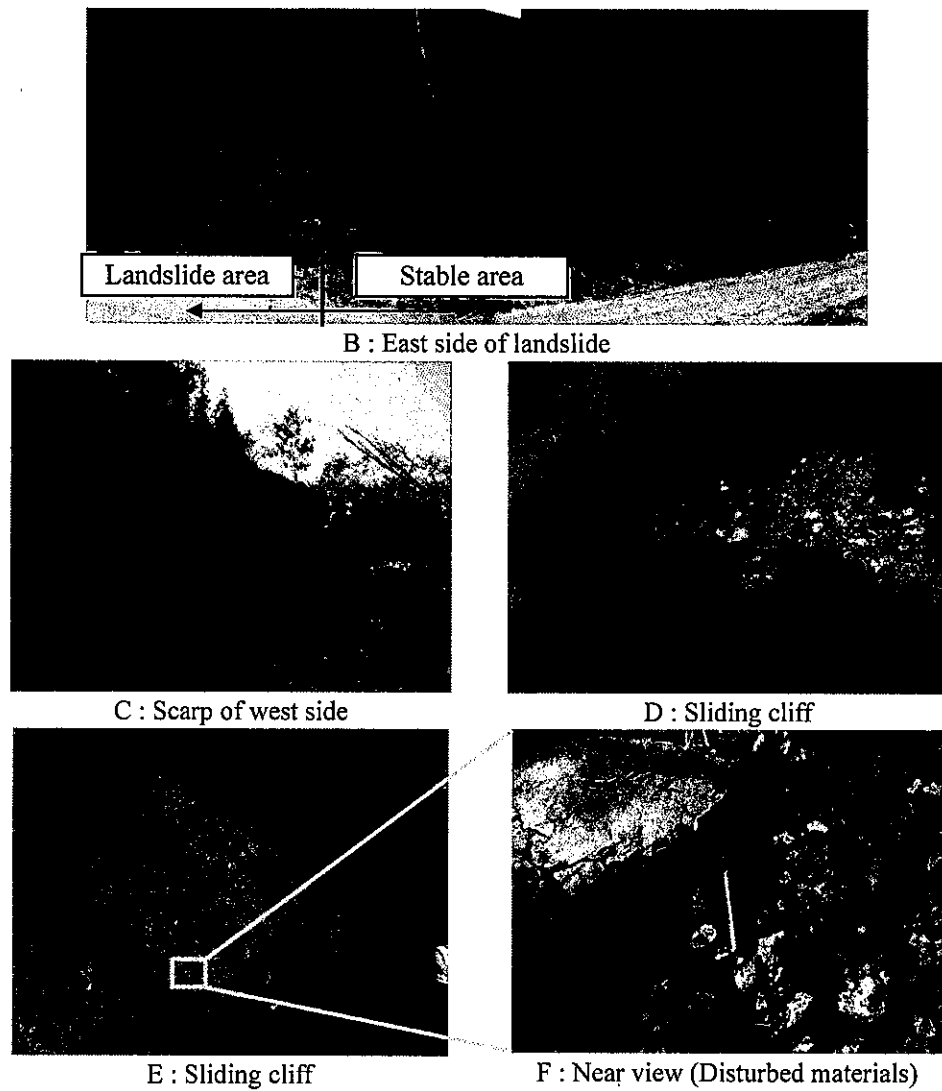 Landslide area
Stable area
B : East side of landslide
C : Scarp of west side
D : Sliding cliff
E : Sliding cliff
F : Near view (Disturbed materials)